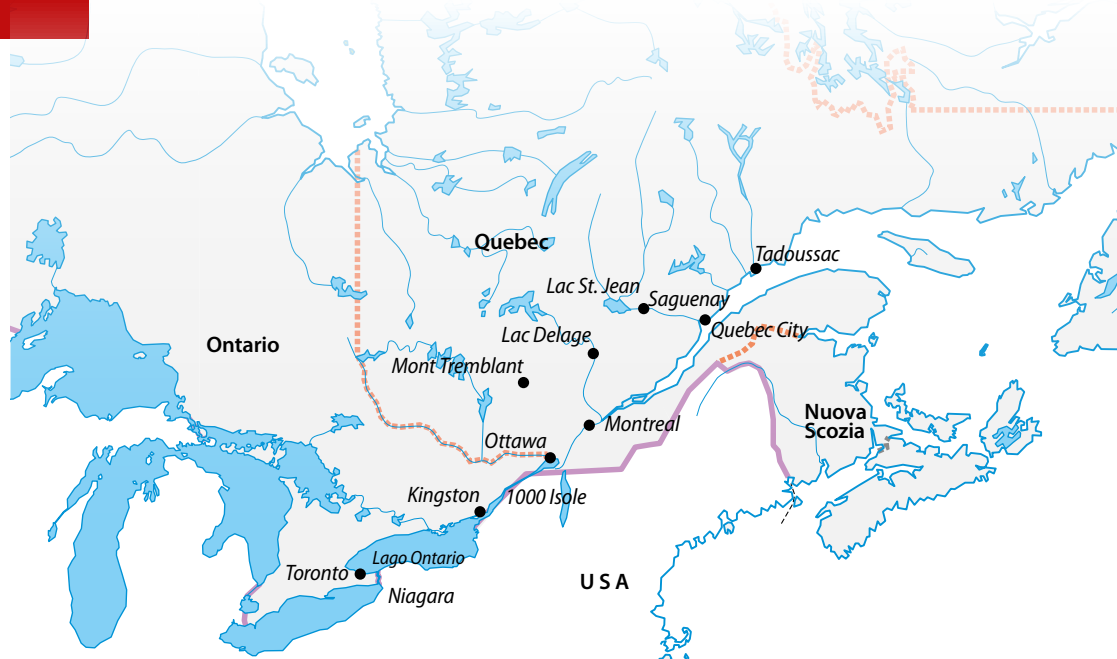 Quebec
Tadoussac
Lac St. Jean
Saguenay
Quebec City
Lac Delage
Ontario
Mont Tremblant
Nuova
Scozia
Montreal
Ottawa
Kingston
1000 Isole
Lago Ontario
Toronto
Niagara
USA